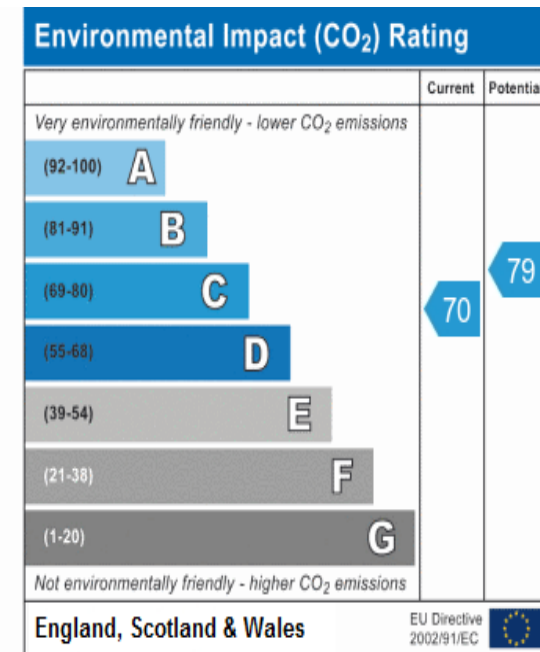 Environmental Impact (CO₂) Rating
Current Potentia
Very environmentally friendly - lower CO₂ emissions
(92-100) A
(81-91) B
(69-80) C
79
70
(55-68) D
(39-54) E
(21-38) F
(1-20) G
Not environmentally friendly - higher CO₂ emissions
England, Scotland & Wales
EU Directive
2002/91/EC